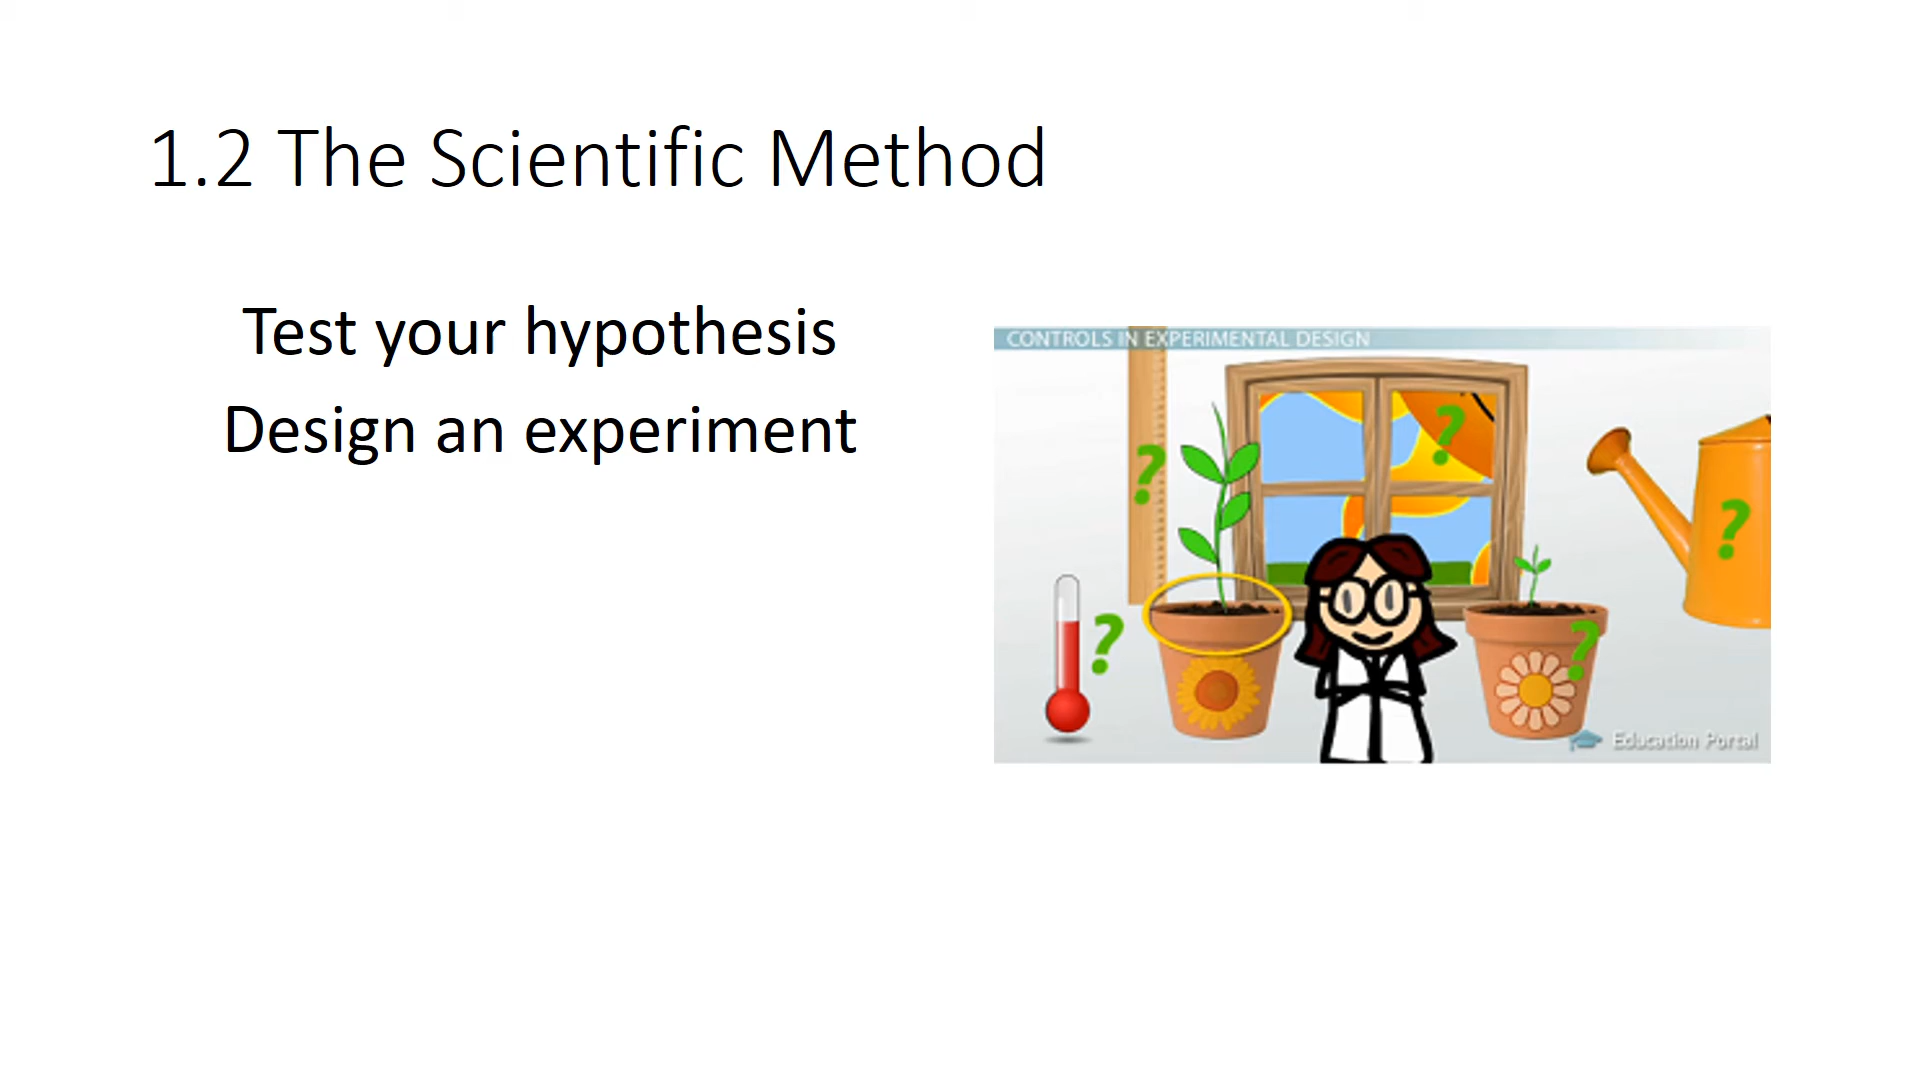 1.2 The Scientific Method
Test your hypothesis
Design an experiment
CONTROLS IN EXPERIMENTAL DESIGN
?
?
?
?
?
Education Portal